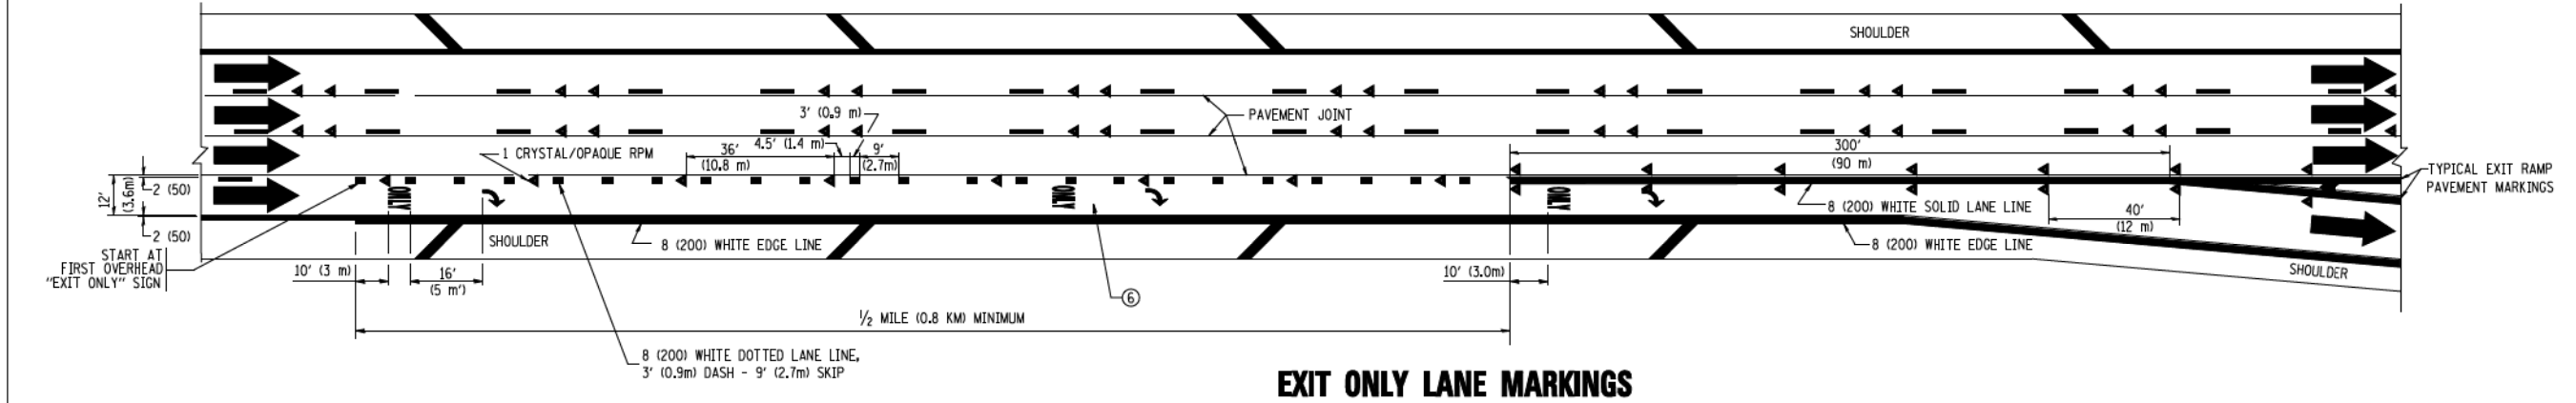 SHOULDER
3' (0.9 m)
PAVEMENT JOINT
4.5' (1.4 m)
36'
(10.8 m)
9'
(2.7m)
1 CRYSTAL/OPAQUE RPM
300'
(90 m)
TYPICAL EXIT RAMP
PAVEMENT MARKINGS
12'
(3.6m)
2 (50)
ONLY
ONLY
ONLY
8 (200) WHITE SOLID LANE LINE
40'
(12 m)
2 (50)
SHOULDER
8 (200) WHITE EDGE LINE
8 (200) WHITE EDGE LINE
START AT
FIRST OVERHEAD
"EXIT ONLY" SIGN
10' (3 m)
16'
(5 m')
10' (3.0m)
SHOULDER
6
1/2 MILE (0.8 KM) MINIMUM
8 (200) WHITE DOTTED LANE LINE,
3' (0.9m) DASH - 9' (2.7m) SKIP
EXIT ONLY LANE MARKINGS